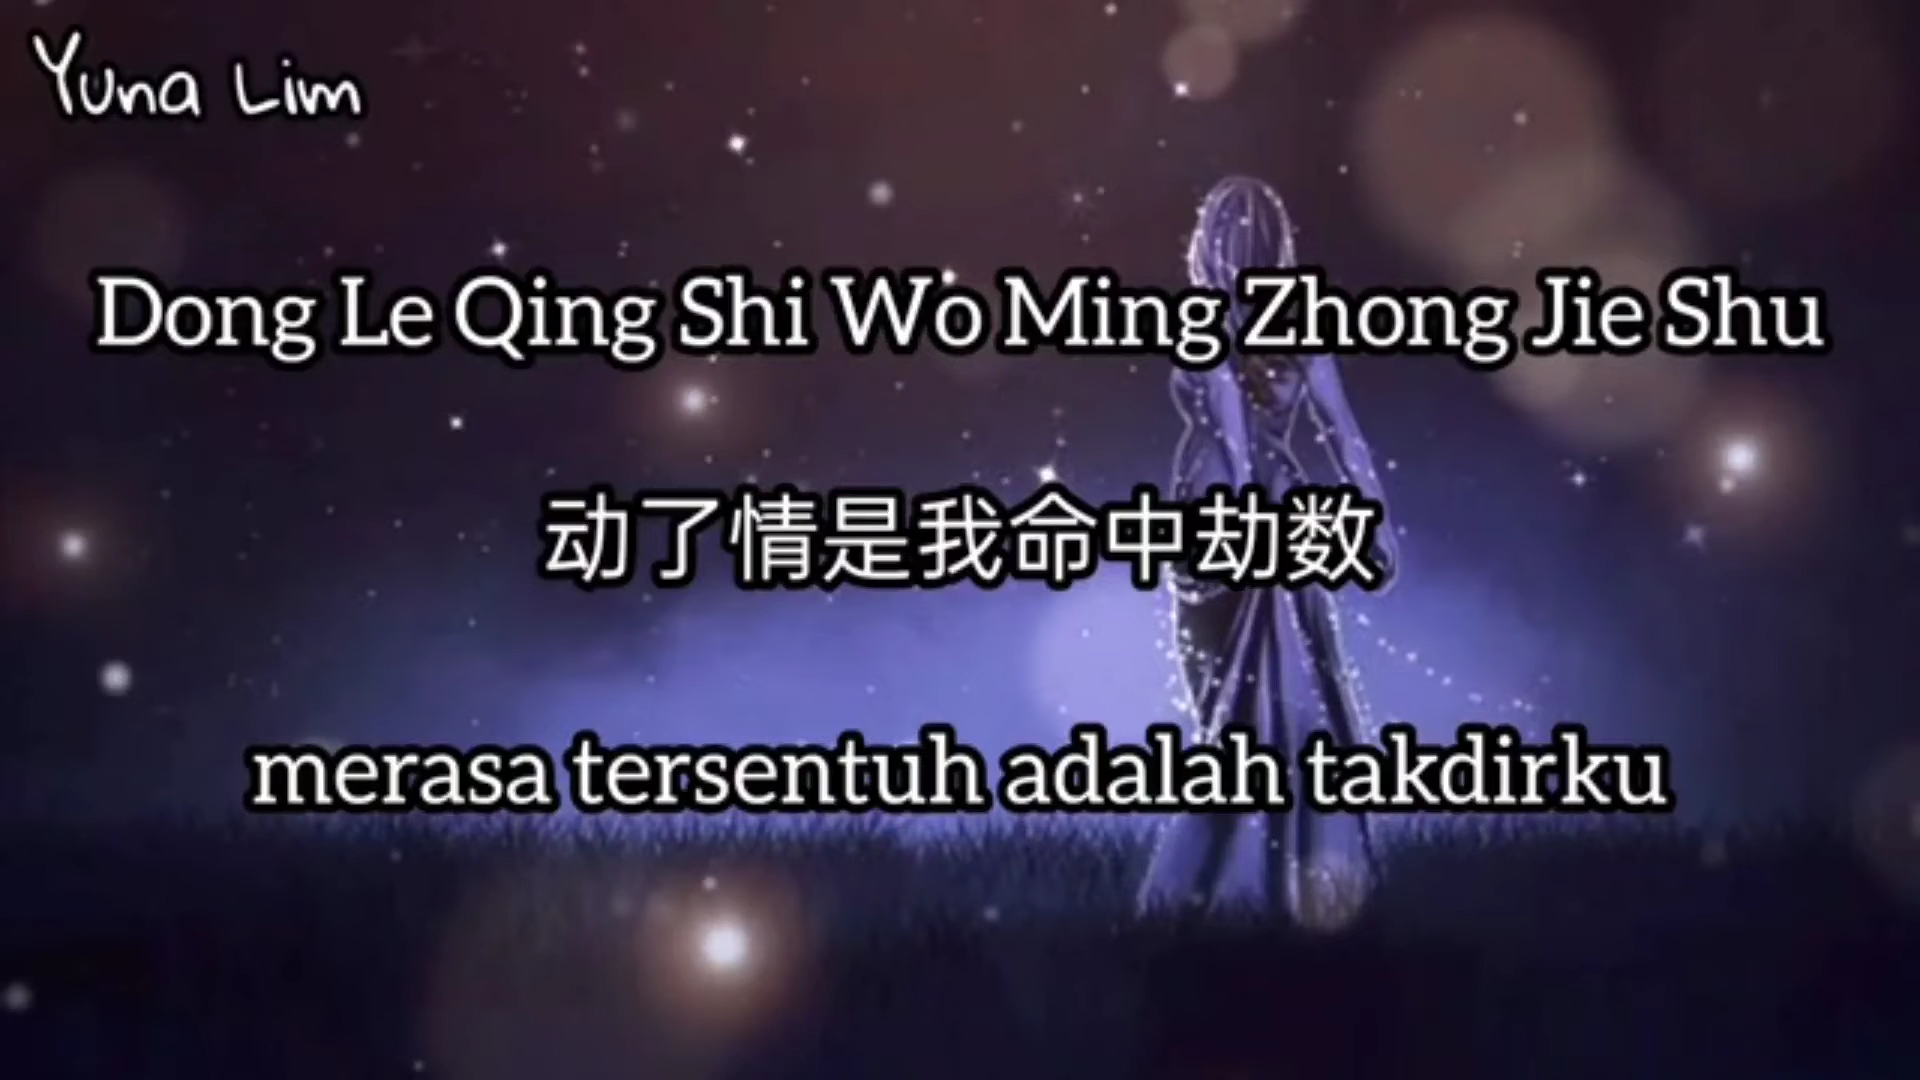 Yuna Lim
Dong Le Qing Shi Wo Ming Zhong Jie Shu
动了情是我命中劫数
merasa tersentuh adalah takdirku